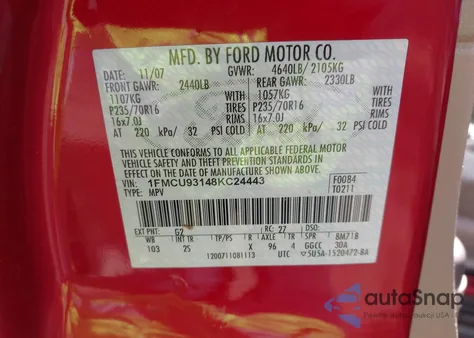 MFD. BY FORD MOTOR CO.
DATE: 11/07 GVWR: 4640LB/ 2105KG
FRONT GAWR: 2440LB REAR GAWR: 2330LB
1107KG WITH 1057KG WITH
P235/70R16 TIRES P235/70R16 TIRES
16x7.0J RIMS 16x7.0J RIMS
AT 220 kPa/ 32 PSI COLD AT 220 kPa/ 32 PSI COLD
THIS VEHICLE CONFORMS TO ALL APPLICABLE FEDERAL MOTOR
VEHICLE SAFETY AND THEFT PREVENTION STANDARDS IN
EFFECT ON THE DATE OF MANUFACTURE SHOWN ABOVE.
VIN: 1FMCU93148KC24443 F0084
TYPE: MPV T0211
EXT PNT: G2 RC: 27 DSO:
WB INT TR TP/PS R AXLE TR SPR BM71B
103 2S X 96 4 GGCC 30A
1200711081113 UTC 5U5A-1520472-BA
autoSnap